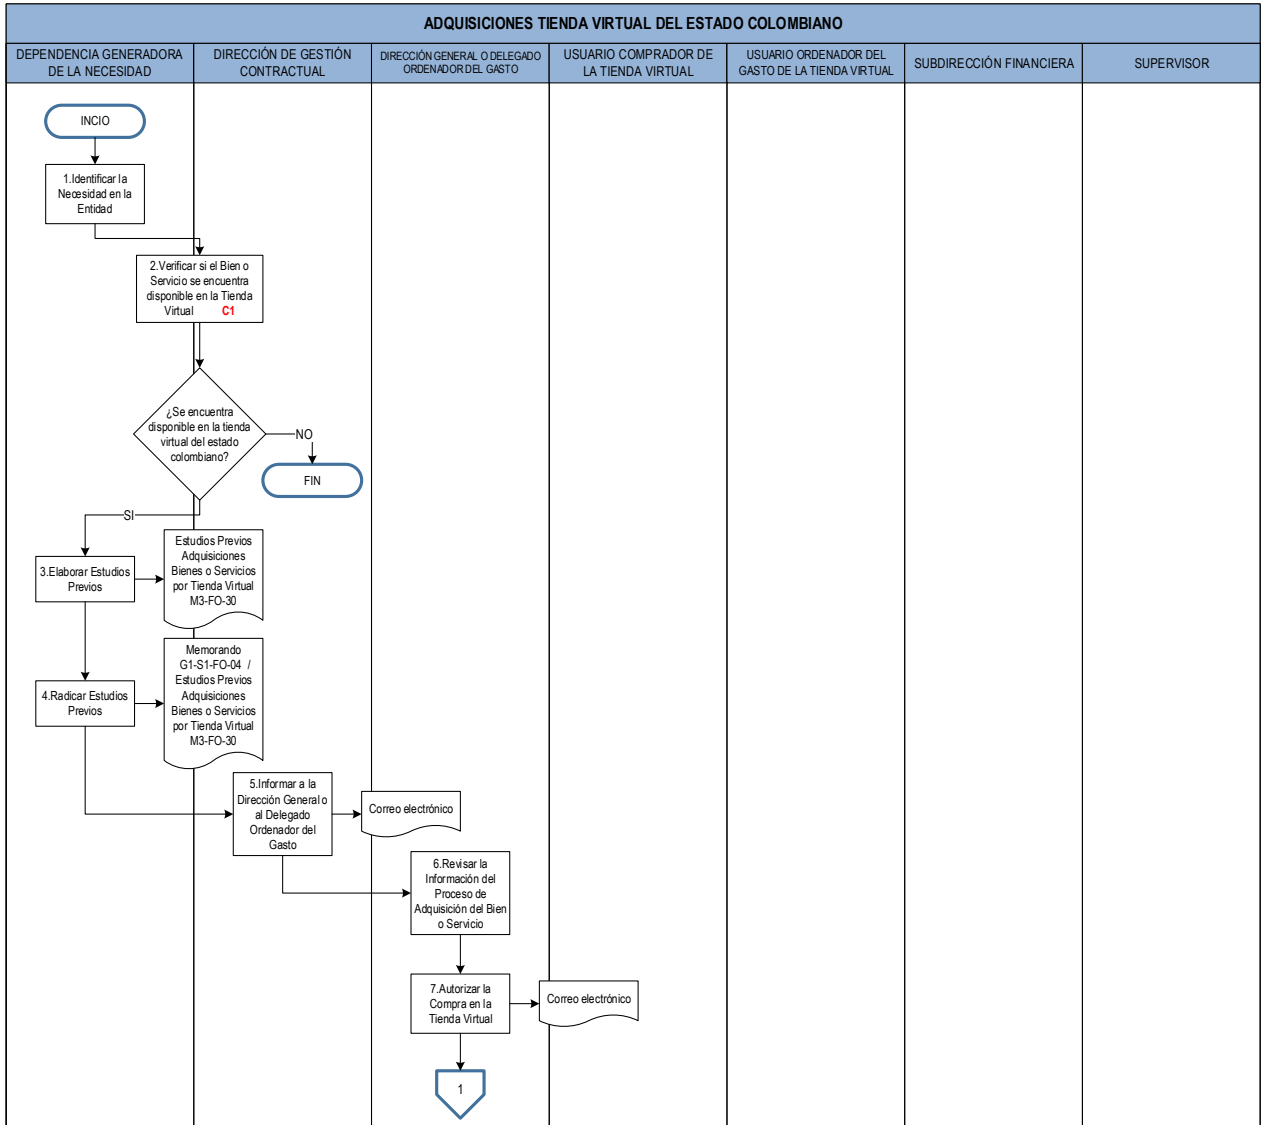 ADQUISICIONES TIENDA VIRTUAL DEL ESTADO COLOMBIANO
DEPENDENCIA GENERADORA
DE LA NECESIDAD
DIRECCIÓN DE GESTIÓN
CONTRACTUAL
DIRECCIÓN GENERAL O DELEGADO
ORDENADOR DEL GASTO
USUARIO COMPRADOR DE
LA TIENDA VIRTUAL
USUARIO ORDENADOR DEL
GASTO DE LA TIENDA VIRTUAL
SUBDIRECCIÓN FINANCIERA
SUPERVISOR
INCIO
1.Identificar la
Necesidad en la
Entidad
2.Verificar si el Bien o
Servicio se encuentra
disponible en la Tienda
Virtual C1
¿Se encuentra
disponible en la tienda
virtual del estado
colombiano?
NO
FIN
SI
3.Elaborar Estudios
Previos
Estudios Previos
Adquisiciones
Bienes o Servicios
por Tienda Virtual
M3-FO-30
4.Radicar Estudios
Previos
Memorando
G1-S1-FO-04 /
Estudios Previos
Adquisiciones
Bienes o Servicios
por Tienda Virtual
M3-FO-30
5.Informar a la
Dirección General o
al Delegado
Ordenador del
Gasto
Correo electrónico
6.Revisar la
Información del
Proceso de
Adquisición del Bien
o Servicio
7.Autorizar la
Compra en la
Tienda Virtual
Correo electrónico
1